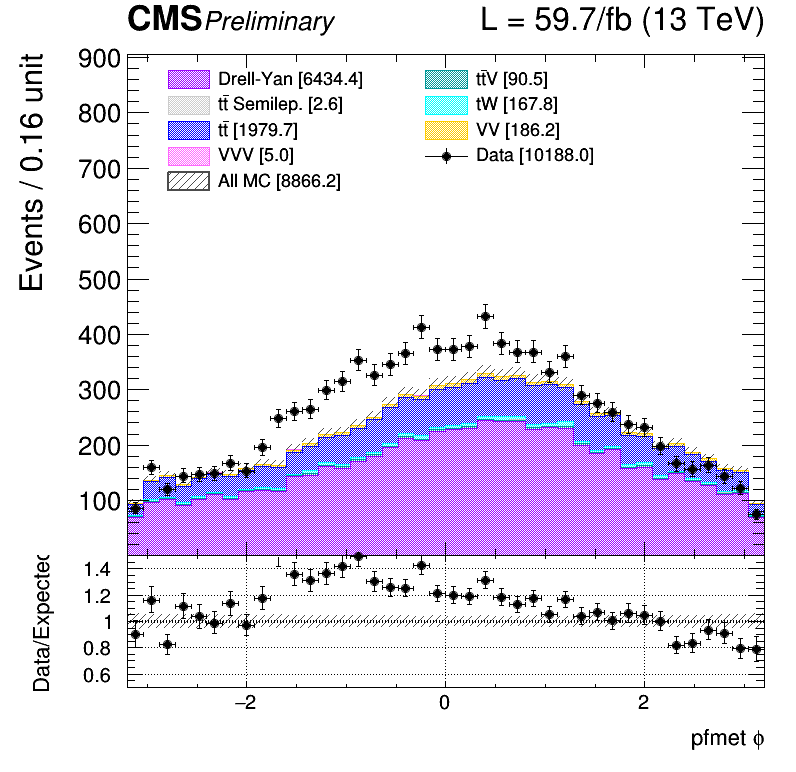 CMS Preliminary L = 59.7/fb (13 TeV)
Events / 0.16 unit
900
800
700
600
500
400
300
200
100
Drell-Yan [6434.4]
tt̄ Semilep. [2.6]
tt̄ [1979.7]
VVV [5.0]
All MC [8866.2]
tt̄V [90.5]
tW [167.8]
VV [186.2]
Data [10188.0]
Data/Expected
1.4
1.2
1
0.8
0.6
−2 0 2
pfmet ϕ